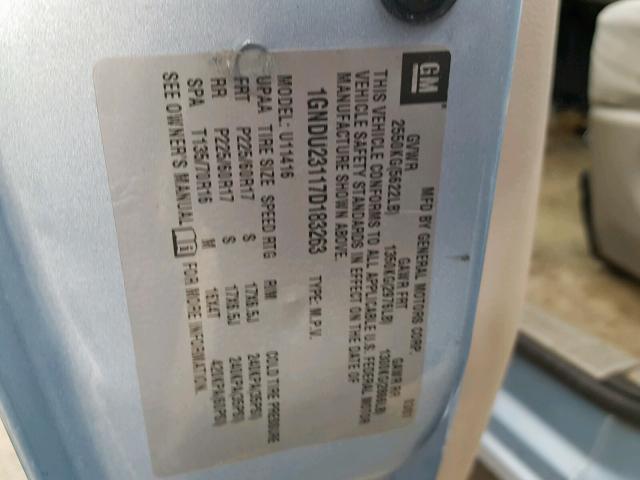 GM
MFD BY GENERAL MOTORS CORP.
GVWR GAWR FRT GAWR RR
2550KG(5622LB) 1350KG(2976LB) 1300KG(2866LB)
THIS VEHICLE CONFORMS TO ALL APPLICABLE U.S. FEDERAL MOTOR
VEHICLE SAFETY STANDARDS IN EFFECT ON THE DATE OF
MANUFACTURE SHOWN ABOVE.
1GNDU23117D183263 TYPE: M.P.V.
MODEL: U11416
UPAA TIRE SIZE SPEED RTG RIM COLD TIRE PRESSURE
FRT P225/60R17 S 17X6.5J 240KPA(35PSI)
RR P225/60R17 S 17X6.5J 240KPA(35PSI)
SPA T135/70R16 M 16X4T 420KPA(60PSI)
SEE OWNER'S MANUAL FOR MORE INFORMATION.